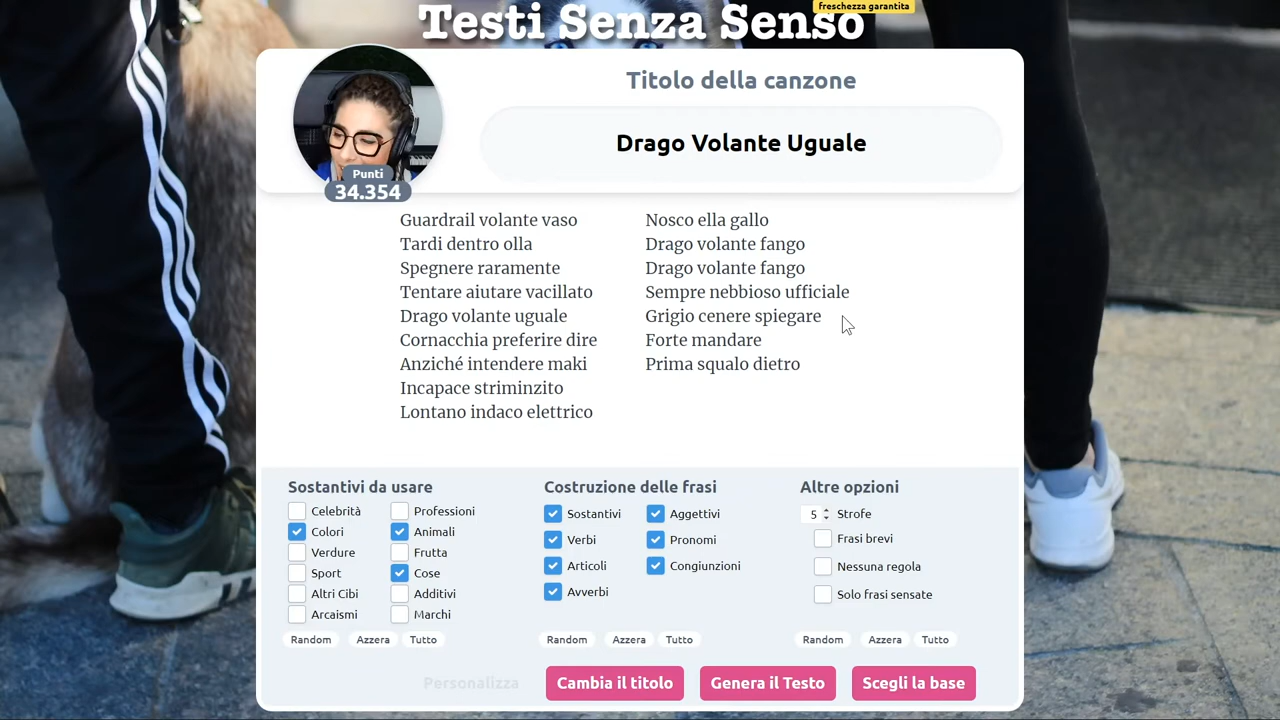 freschezza garantita
Testi Senza Senso
Titolo della canzone
Drago Volante Uguale
Punti
34.354
Guardrail volante vaso
Tardi dentro olla
Spegnere raramente
Tentare aiutare vacillato
Drago volante uguale
Cornacchia preferire dire
Anziché intendere maki
Incapace striminzito
Lontano indaco elettrico
Nosco ella gallo
Drago volante fango
Drago volante fango
Sempre nebbioso ufficiale
Grigio cenere spiegare
Forte mandare
Prima squalo dietro
Sostantivi da usare
Celebrità Professioni
Colori Animali
Verdure Frutta
Sport Cose
Altri Cibi Additivi
Arcaismi Marchi
Random Azzera Tutto
Costruzione delle frasi
Sostantivi Aggettivi
Verbi Pronomi
Articoli Congiunzioni
Avverbi
Random Azzera Tutto
Altre opzioni
5 Strofe
Frasi brevi
Nessuna regola
Solo frasi sensate
Random Azzera Tutto
Personalizza
Cambia il titolo
Genera il Testo
Scegli la base